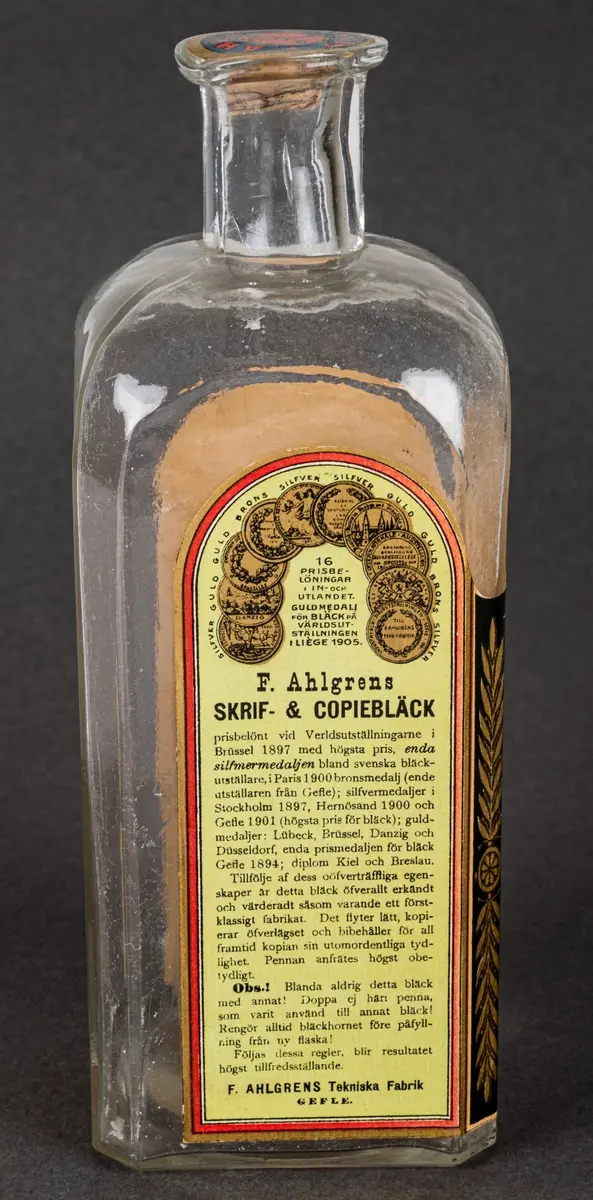 SILFVER GULD GULD BRONS SILFVER SILFVER GULD GULD BRONS SILFVER
DANZIG
16
PRISBE-
LÖNINGAR
I IN- OCH
UTLANDET.
GULDMEDALJ
FÖR BLÄCK PÅ
VÄRLDSUT-
STÄLLNINGEN
I LIÈGE 1905.
F. Ahlgrens
SKRIF- & COPIEBLÄCK
prisbelönt vid Verldsutställningarne i
Brüssel 1897 med högsta pris, enda
silfmermedaljen bland svenska bläck-
utställare, i Paris 1900 bronsmedalj (ende
utställaren från Gefle); silfvermedaljer i
Stockholm 1897, Hernösand 1900 och
Gefle 1901 (högsta pris för bläck); guld-
medaljer: Lübeck, Brüssel, Danzig och
Düsseldorf, enda prismedaljen för bläck
Gefle 1894; diplom Kiel och Breslau.
Tillfölje af dess oöfverträffliga egen-
skaper är detta bläck öfverallt erkändt
och värderadt såsom varande ett först-
klassigt fabrikat. Det flyter lätt, kopi-
erar öfverlägset och bibehåller för all
framtid kopian sin utomordentliga tyd-
lighet. Pennan anfrätes högst obe-
tydligt.
Obs.! Blanda aldrig detta bläck
med annat! Doppa ej häri penna,
som varit använd till annat bläck!
Rengör alltid bläckhornet före påfyll-
ning från ny flaska!
Följas dessa regler, blir resultatet
högst tillfredsställande.
F. AHLGRENS Tekniska Fabrik
GEFLE.